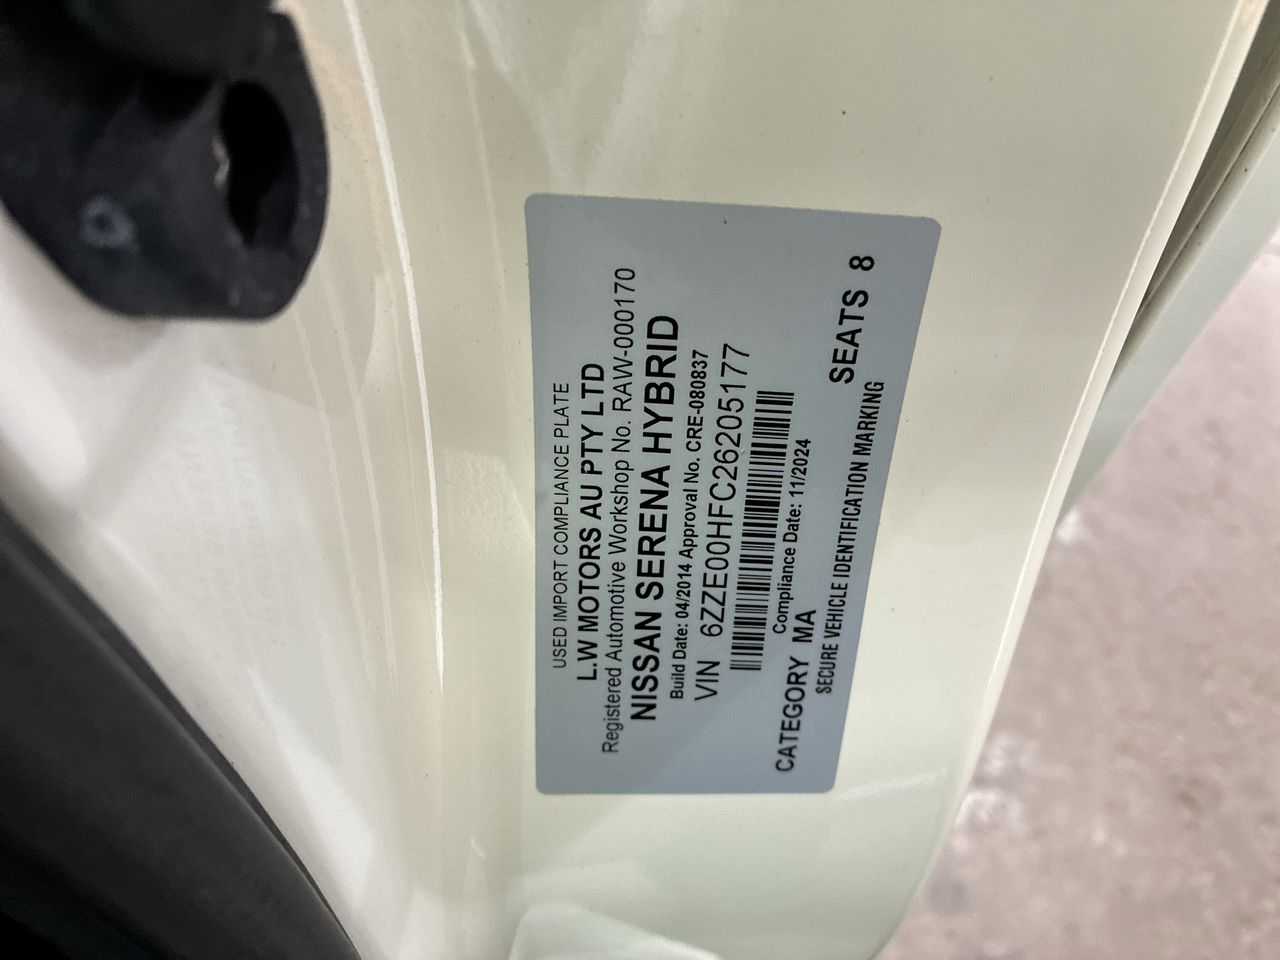 USED IMPORT COMPLIANCE PLATE
L.W MOTORS AU PTY LTD
Registered Automotive Workshop No. RAW-000170
NISSAN SERENA HYBRID
Build Date: 04/2014 Approval No. CRE-080837
VIN 6ZZE00HFC26205177
Compliance Date: 11/2024
CATEGORY MA SEATS 8
SECURE VEHICLE IDENTIFICATION MARKING